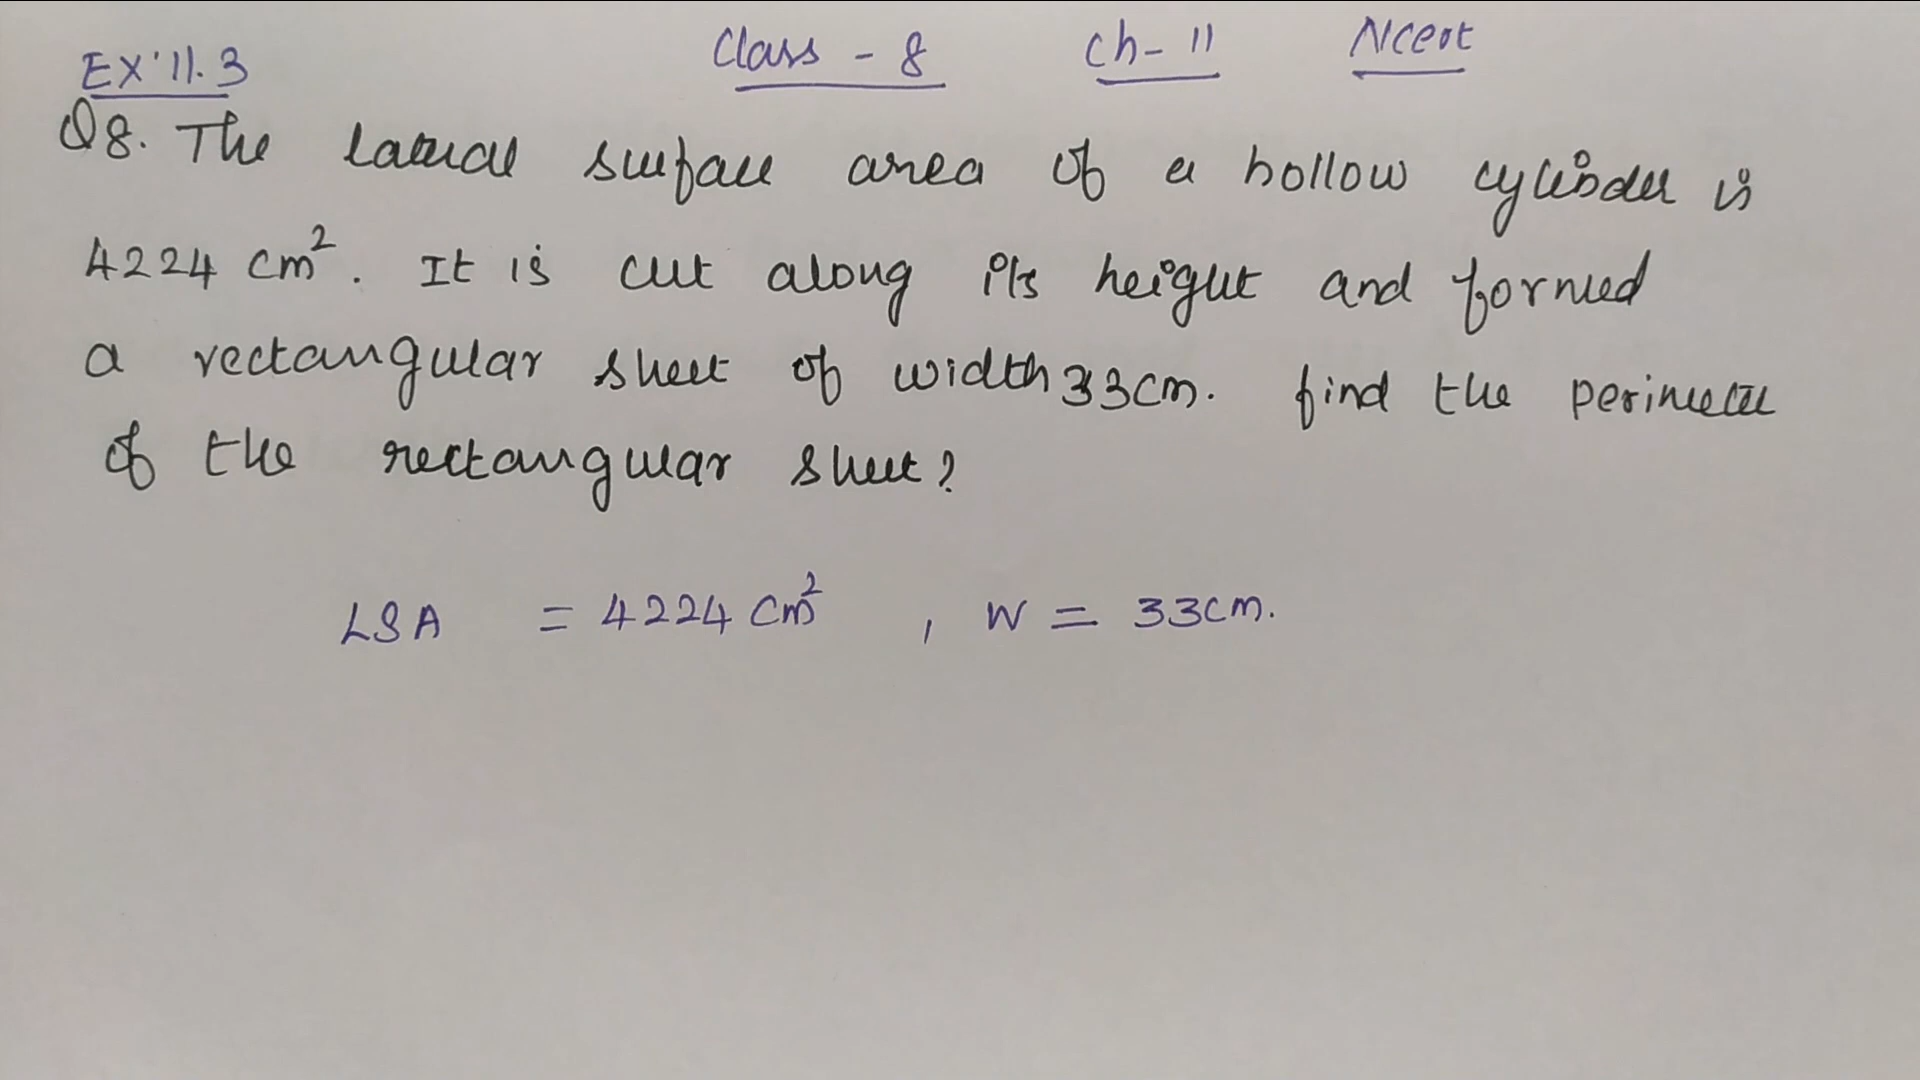 Ex'11.3 Class - 8 Ch-11 Ncert
Q8. The lateral surface area of a hollow cylinder is
4224 cm². It is cut along its height and formed
a rectangular sheet of width 33cm. find the perimeter
of the rectangular sheet?
LSA = 4224 cm² , W = 33cm.